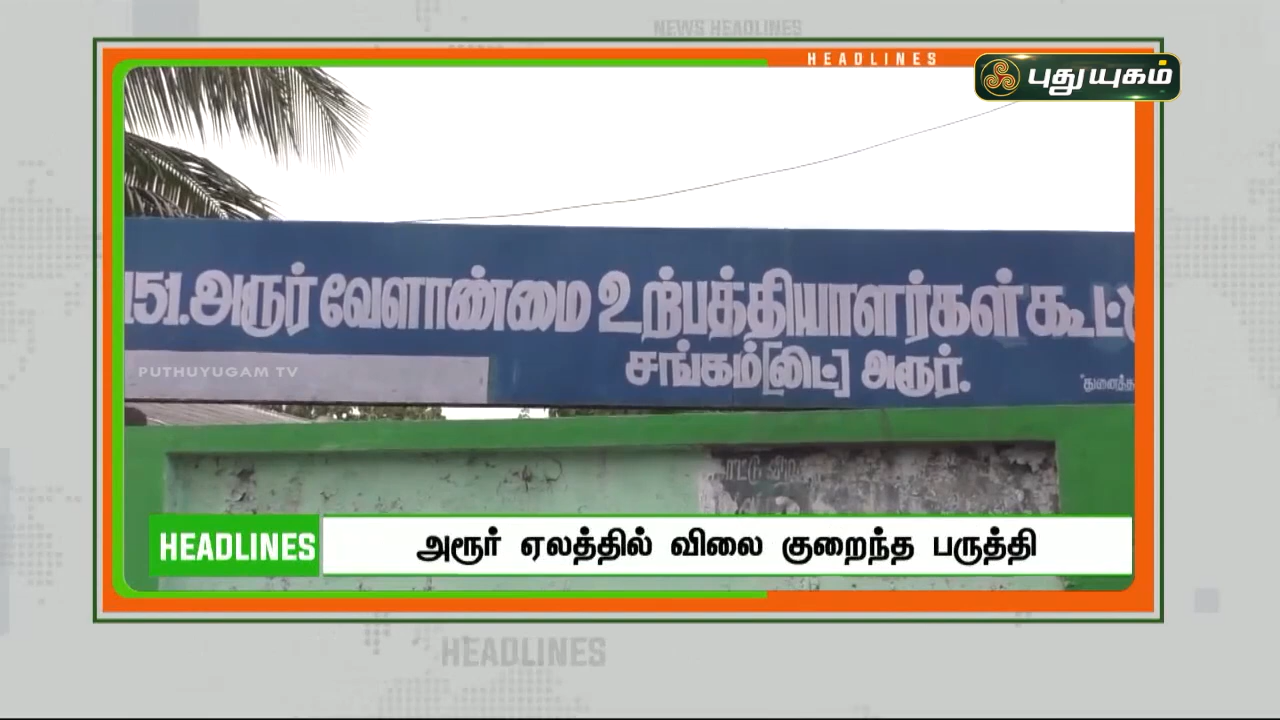 NEWS HEADLINES
HEADLINES
புதுயுகம்
151.அரூர் வேளாண்மை உற்பத்தியாளர்கள் கூட்டு
சங்கம்[லிட்] அரூர்.
PUTHUYUGAM TV
HEADLINES
அரூர் ஏலத்தில் விலை குறைந்த பருத்தி
HEADLINES